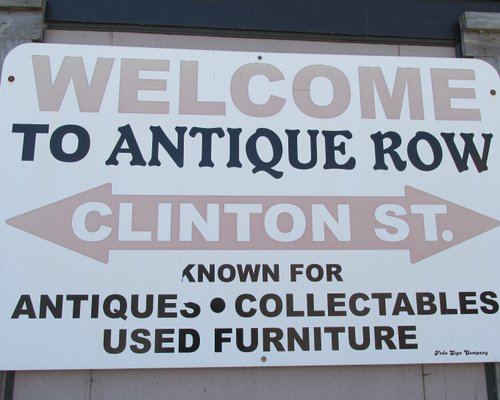 WELCOME
TO ANTIQUE ROW
CLINTON ST.
KNOWN FOR
ANTIQUES • COLLECTABLES
USED FURNITURE